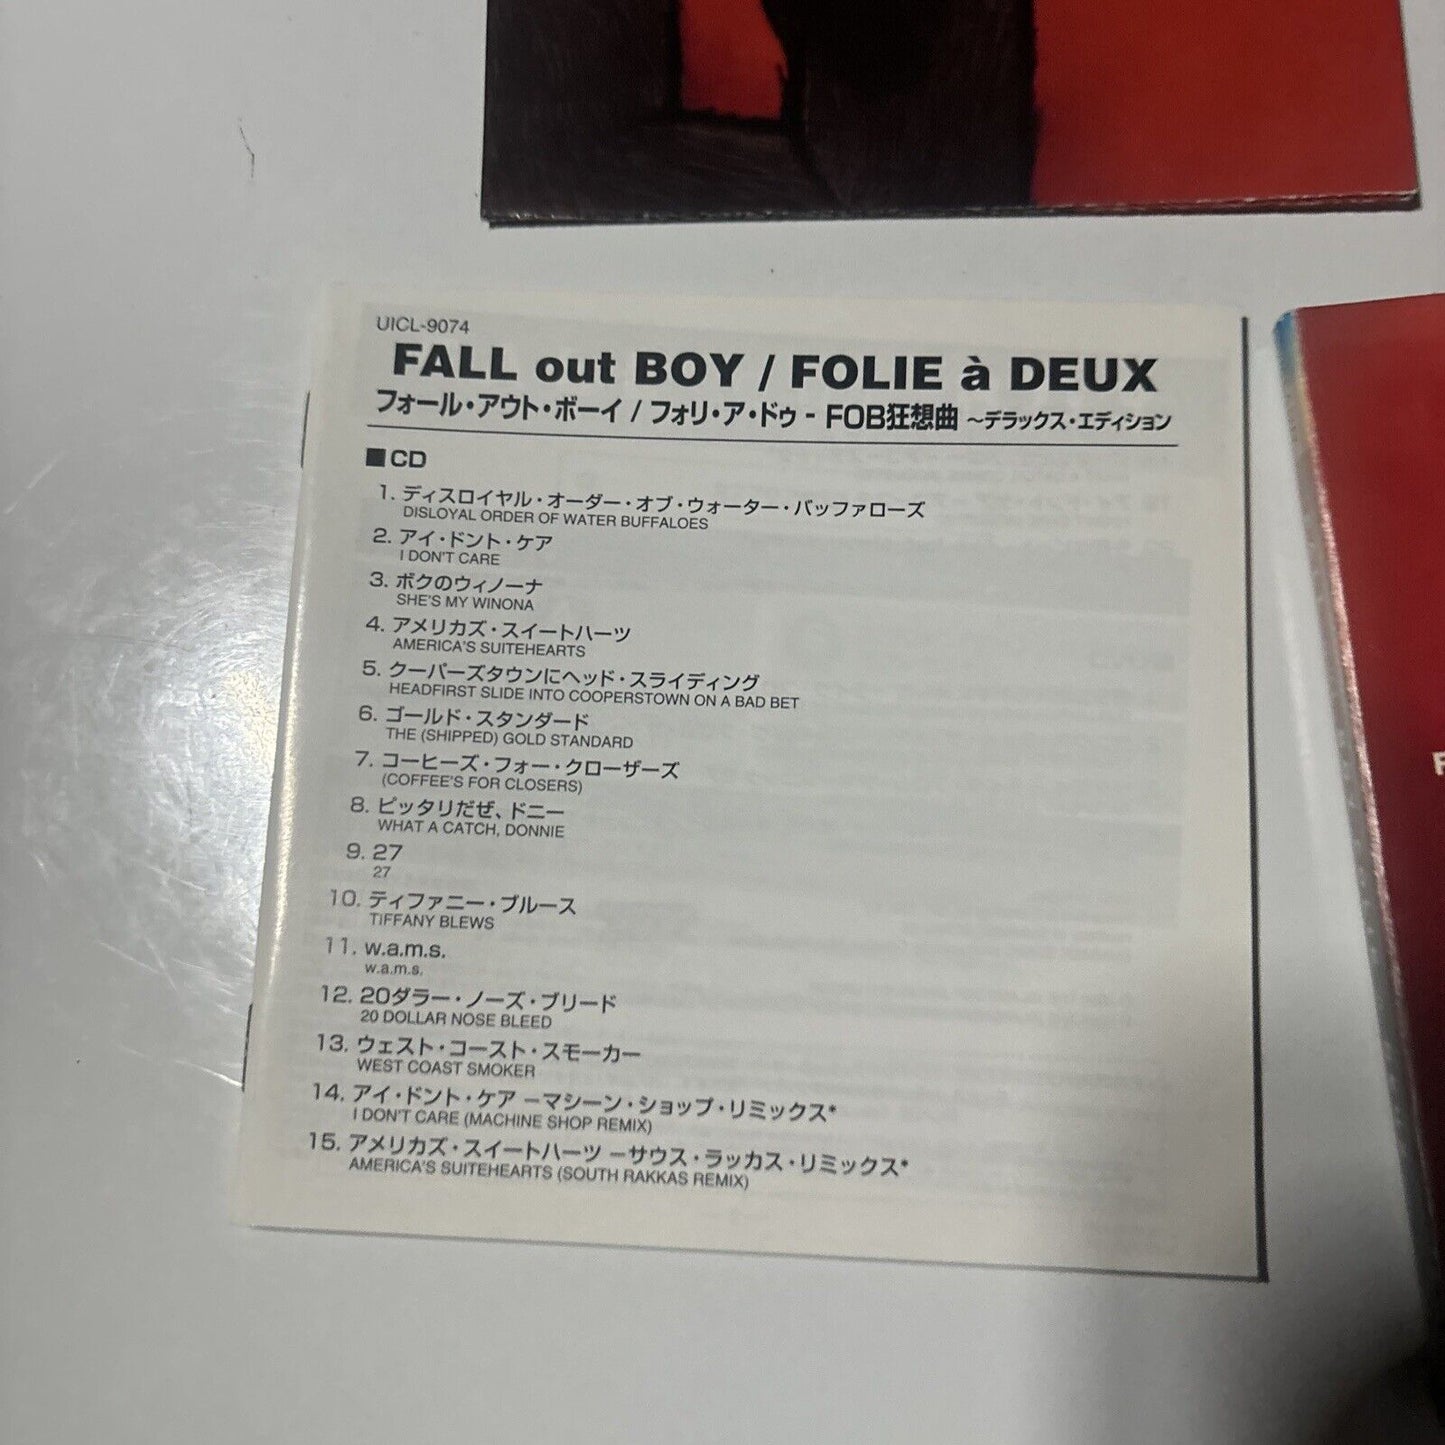 UICL-9074
FALL out BOY / FOLIE à DEUX
フォール・アウト・ボーイ / フォリ・ア・ドゥ - FOB狂想曲 ~デラックス・エディション
■CD
1. ディスロイヤル・オーダー・オブ・ウォーター・バッファローズ
DISLOYAL ORDER OF WATER BUFFALOES
2. アイ・ドント・ケア
I DON'T CARE
3. ボクのウィノーナ
SHE'S MY WINONA
4. アメリカズ・スイートハーツ
AMERICA'S SUITEHEARTS
5. クーパーズタウンにヘッド・スライディング
HEADFIRST SLIDE INTO COOPERSTOWN ON A BAD BET
6. ゴールド・スタンダード
THE (SHIPPED) GOLD STANDARD
7. コーヒーズ・フォー・クローザーズ
(COFFEE'S FOR CLOSERS)
8. ピッタリだぜ、ドニー
WHAT A CATCH, DONNIE
9. 27
27
10. ティファニー・ブルース
TIFFANY BLEWS
11. w.a.m.s.
w.a.m.s.
12. 20ダラー・ノーズ・ブリード
20 DOLLAR NOSE BLEED
13. ウェスト・コースト・スモーカー
WEST COAST SMOKER
14. アイ・ドント・ケア －マシーン・ショップ・リミックス*
I DON'T CARE (MACHINE SHOP REMIX)
15. アメリカズ・スイートハーツ －サウス・ラッカス・リミックス*
AMERICA'S SUITEHEARTS (SOUTH RAKKAS REMIX)